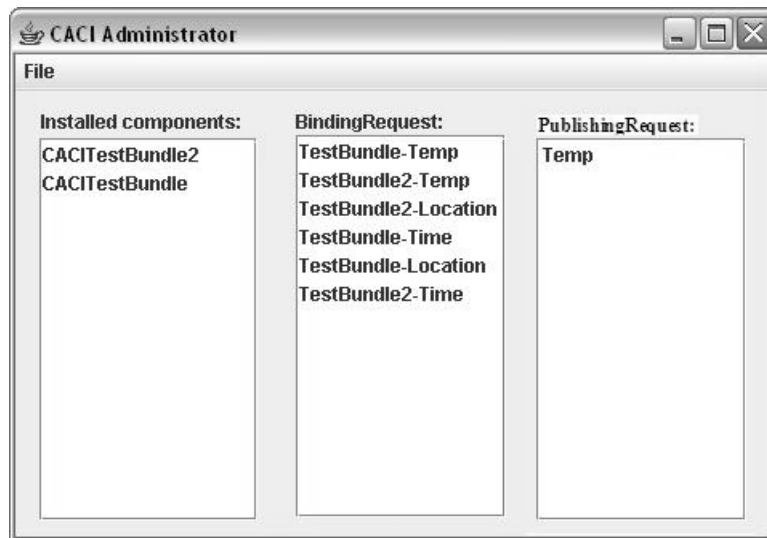 CACI Administrator
File
Installed components:
CACITestBundle2
CACITestBundle
BindingRequest:
TestBundle-Temp
TestBundle2-Temp
TestBundle2-Location
TestBundle-Time
TestBundle-Location
TestBundle2-Time
PublishingRequest:
Temp